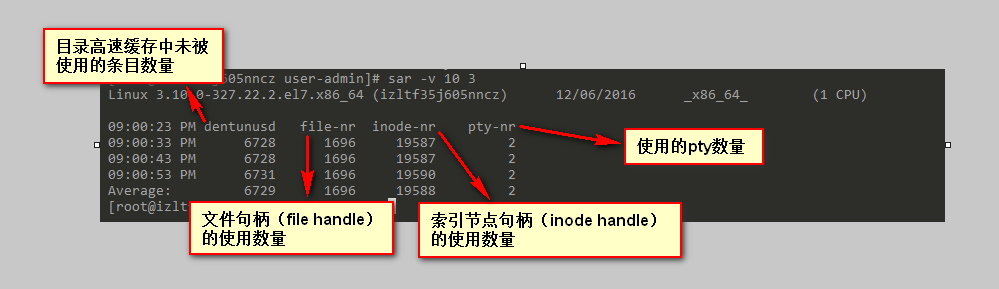 目录高速缓存中未被
使用的条目数量
j605nncz user-admin]# sar -v 10 3
Linux 3.10.0-327.22.2.el7.x86_64 (izltf35j605nncz) 12/06/2016 _x86_64_ (1 CPU)
09:00:23 PM dentunusd file-nr inode-nr pty-nr
09:00:33 PM 6728 1696 19587 2
09:00:43 PM 6728 1696 19587 2
09:00:53 PM 6731 1696 19590 2
Average: 6729 1696 19588 2
[root@izlt
使用的pty数量
文件句柄（file handle）
的使用数量
索引节点句柄（inode handle）
的使用数量